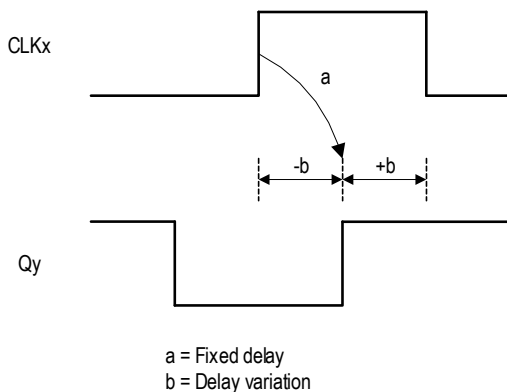 CLKx
a
-b
+b
Qy
a = Fixed delay
b = Delay variation